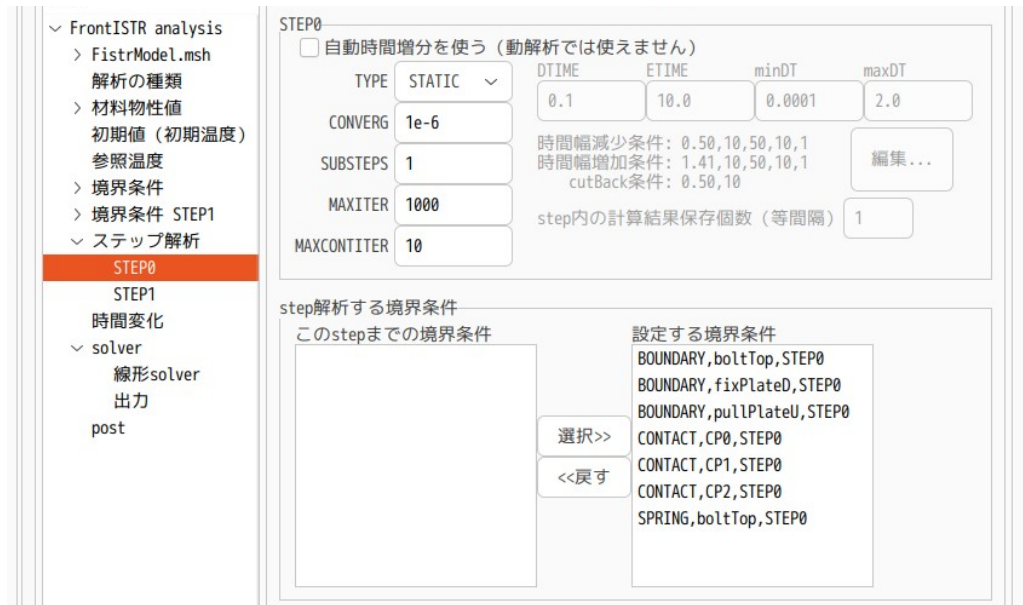 FrontISTR analysis
FistrModel.msh
解析の種類
材料物性値
初期値（初期温度）
参照温度
境界条件
境界条件 STEP1
ステップ解析
STEP0
STEP1
時間変化
solver
線形solver
出力
post
STEP0
自動時間増分を使う（動解析では使えません）
TYPE STATIC
CONVERG 1e-6
SUBSTEPS 1
MAXITER 1000
MAXCONTITER 10
DTIME ETIME minDT maxDT
0.1 10.0 0.0001 2.0
時間幅減少条件: 0.50,10,50,10,1
時間幅増加条件: 1.41,10,50,10,1
cutBack条件: 0.50,10
編集...
step内の計算結果保存個数（等間隔） 1
step解析する境界条件
このstepまでの境界条件
選択>>
<<戻す
設定する境界条件
BOUNDARY,boltTop,STEP0
BOUNDARY,fixPlateD,STEP0
BOUNDARY,pullPlateU,STEP0
CONTACT,CP0,STEP0
CONTACT,CP1,STEP0
CONTACT,CP2,STEP0
SPRING,boltTop,STEP0